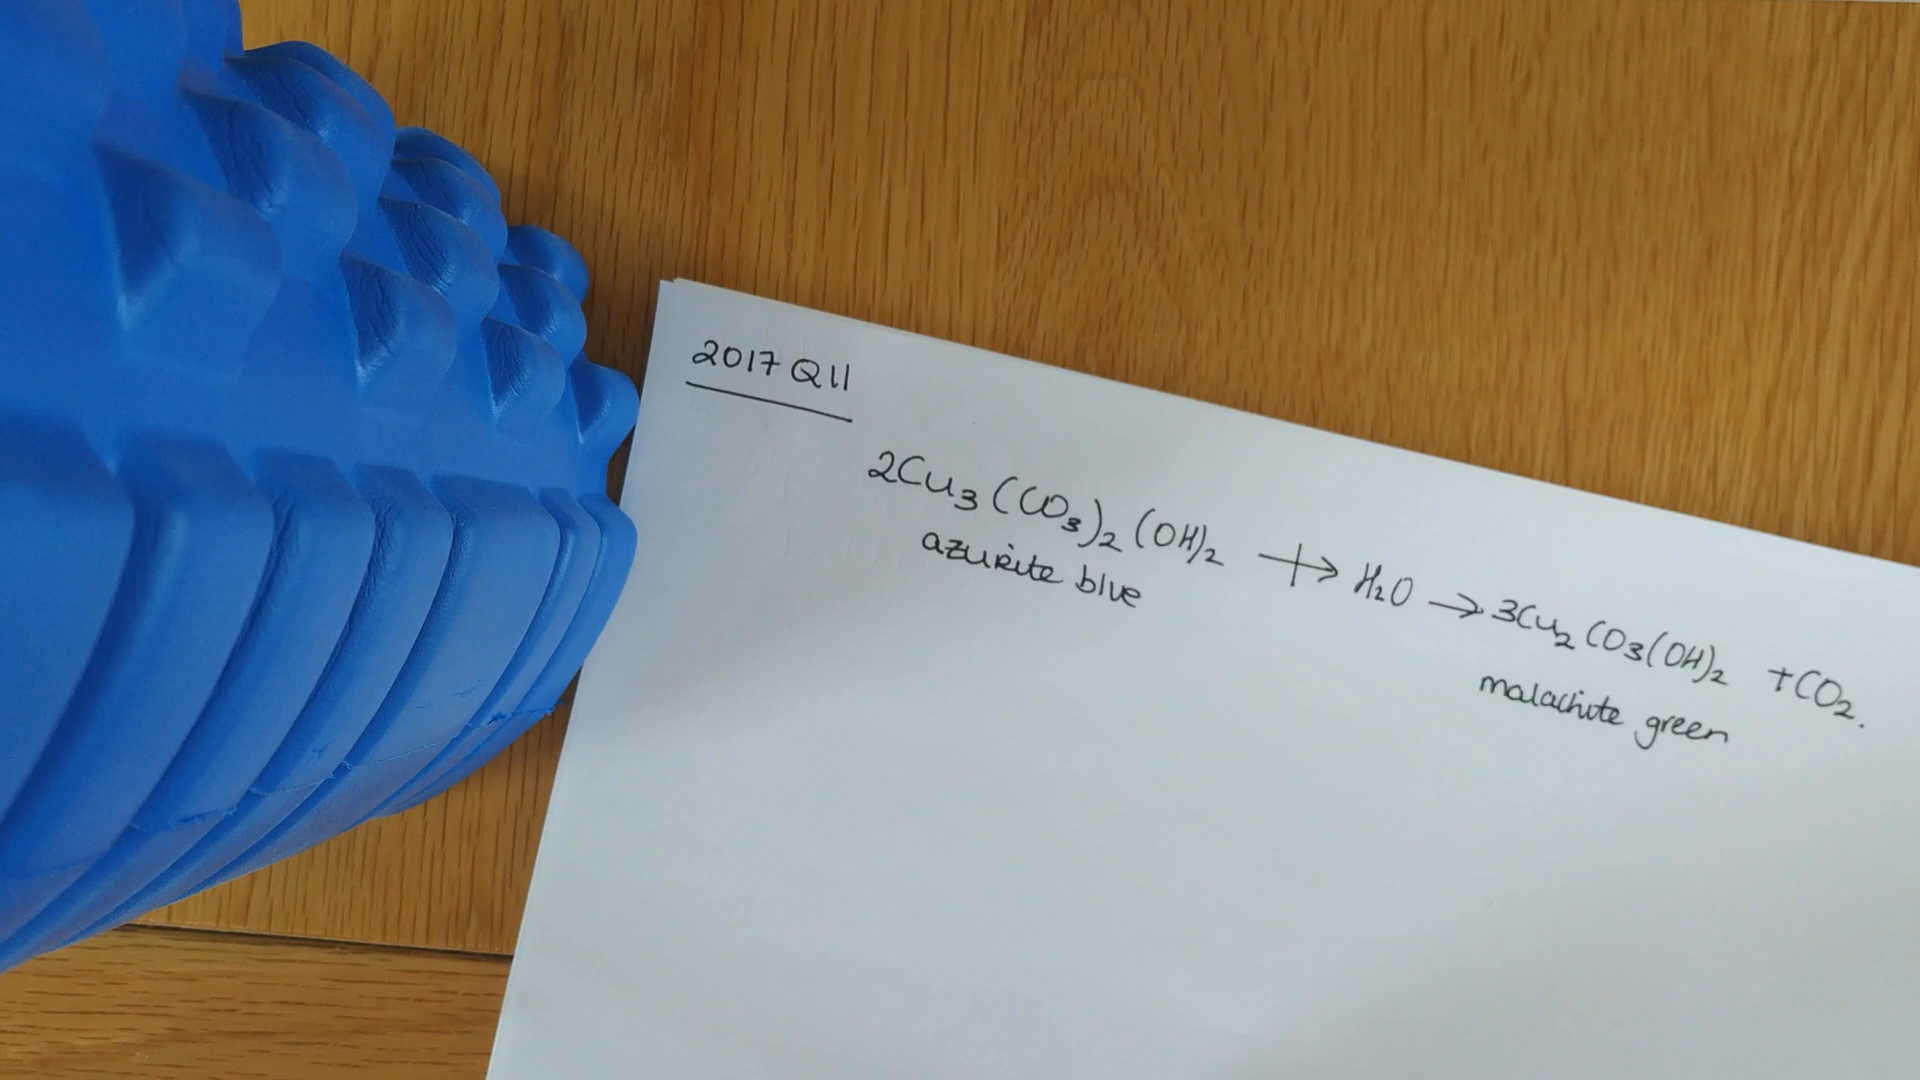 2017 Q11
2Cu₃(CO₃)₂(OH)₂ +→ H₂O → 3Cu₂CO₃(OH)₂ + CO₂.
azurite blue
malachite green